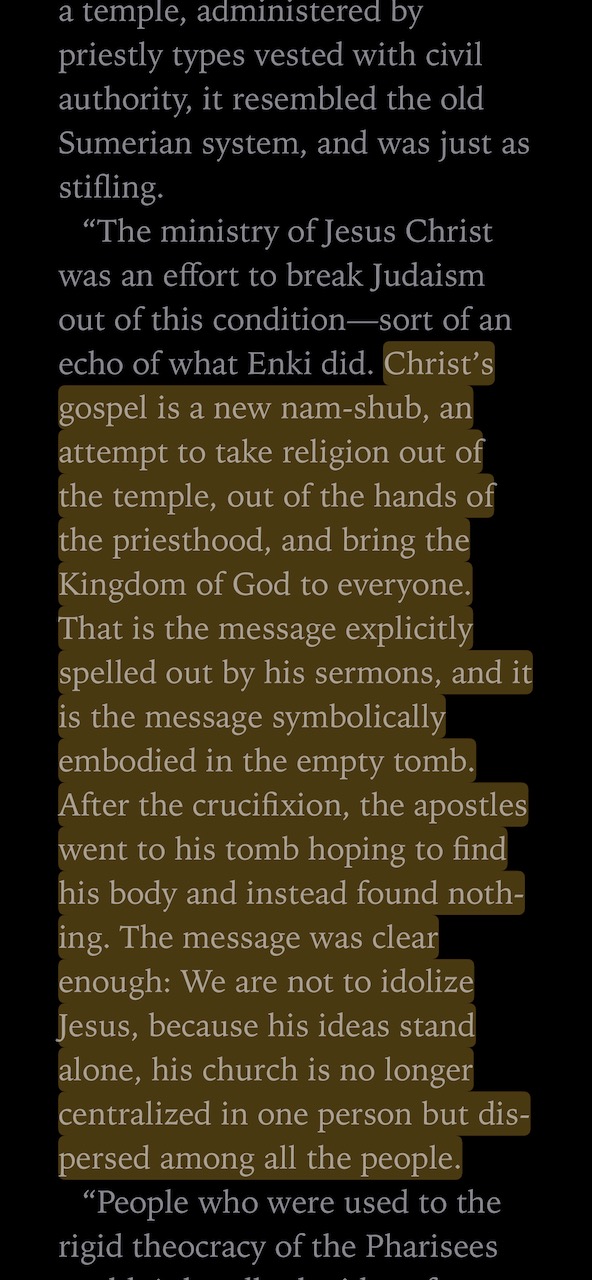 a temple, administered by
priestly types vested with civil
authority, it resembled the old
Sumerian system, and was just as
stifling.
“The ministry of Jesus Christ
was an effort to break Judaism
out of this condition—sort of an
echo of what Enki did. Christ’s
gospel is a new nam-shub, an
attempt to take religion out of
the temple, out of the hands of
the priesthood, and bring the
Kingdom of God to everyone.
That is the message explicitly
spelled out by his sermons, and it
is the message symbolically
embodied in the empty tomb.
After the crucifixion, the apostles
went to his tomb hoping to find
his body and instead found noth-
ing. The message was clear
enough: We are not to idolize
Jesus, because his ideas stand
alone, his church is no longer
centralized in one person but dis-
persed among all the people.
“People who were used to the
rigid theocracy of the Pharisees